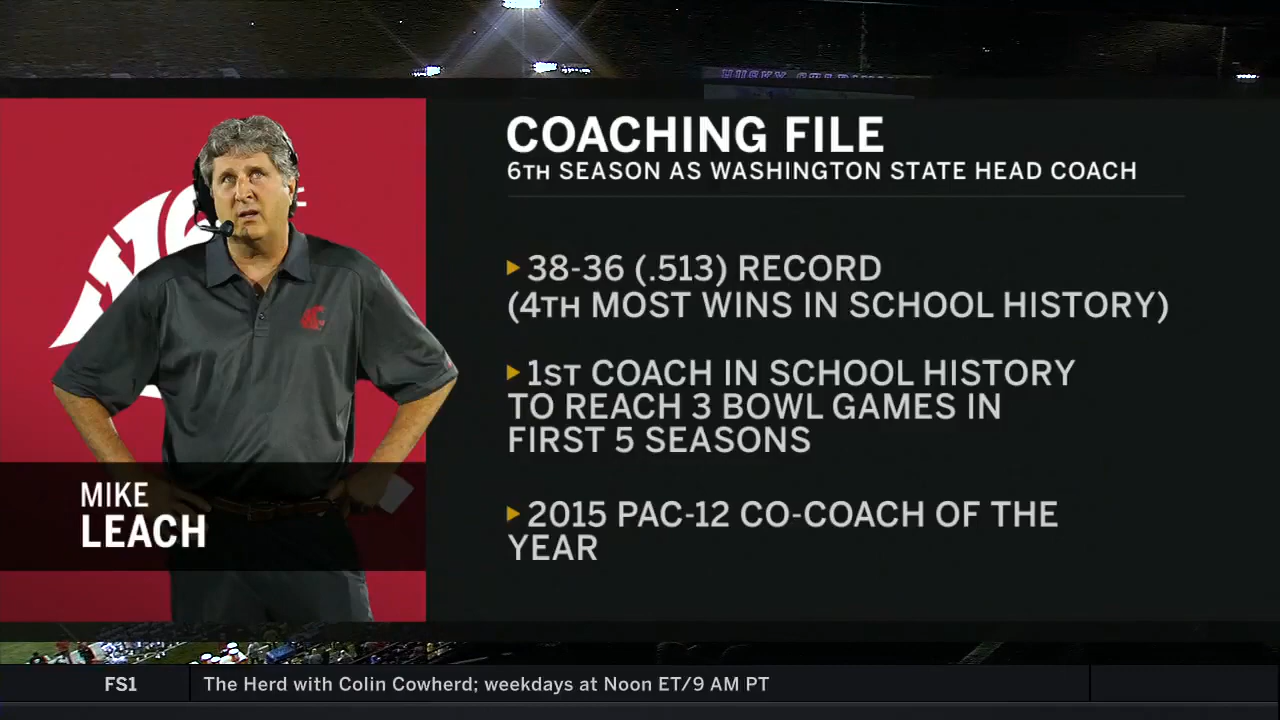 HUSKY STADIUM
COACHING FILE
6TH SEASON AS WASHINGTON STATE HEAD COACH
▶ 38-36 (.513) RECORD
(4TH MOST WINS IN SCHOOL HISTORY)
▶ 1ST COACH IN SCHOOL HISTORY
TO REACH 3 BOWL GAMES IN
FIRST 5 SEASONS
▶ 2015 PAC-12 CO-COACH OF THE
YEAR
MIKE
LEACH
FS1 The Herd with Colin Cowherd; weekdays at Noon ET/9 AM PT